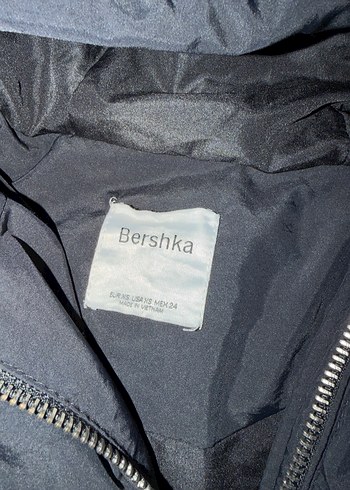 Bershka
EUR XS USA XS MEX 24
MADE IN VIETNAM